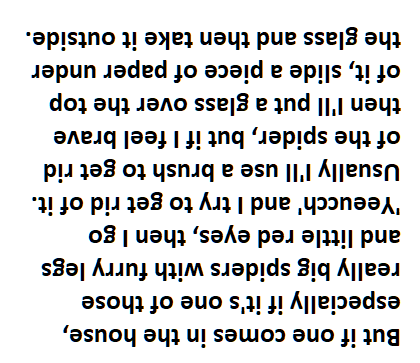 But if one comes in the house,
especially if it's one of those
really big spiders with furry legs
and little red eyes, then I go
'Yeeucch' and I try to get rid of it.
Usually I'll use a brush to get rid
of the spider, but if I feel brave
then I'll put a glass over the top
of it, slide a piece of paper under
the glass and then take it outside.